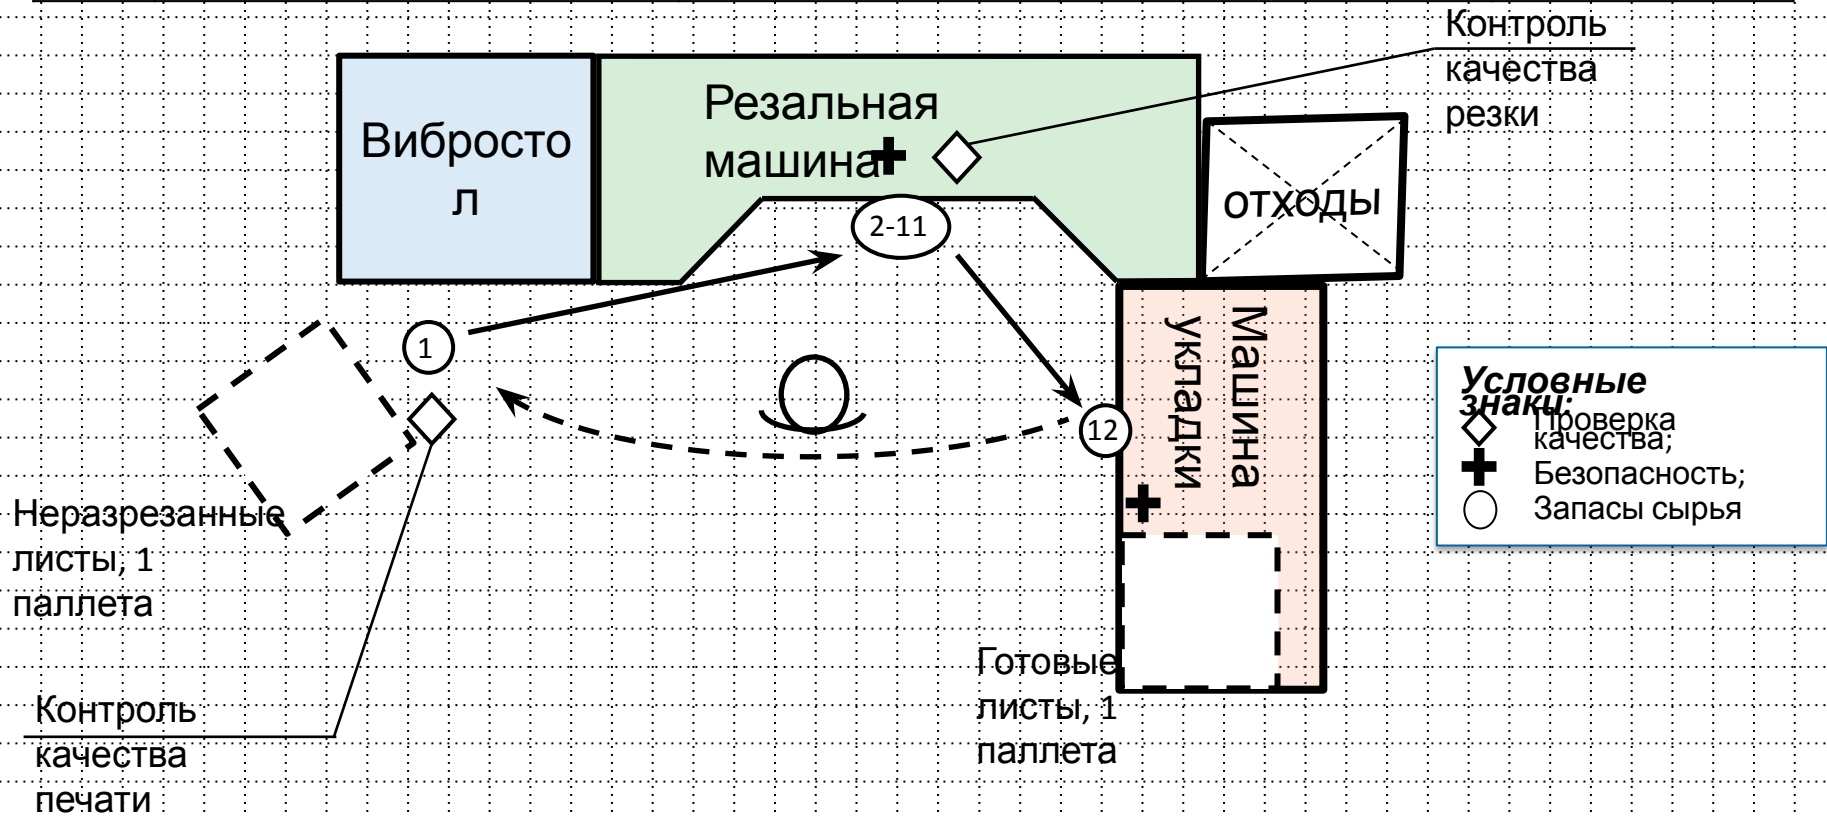 Контроль
качества
резки
Вибросто
л
Резальная
машина
отходы
2-11
1
12
Машина
укладки
Условные
знаки:
Проверка
качества;
Безопасность;
Запасы сырья
Неразрезанные
листы, 1
паллета
Готовые
листы, 1
паллета
Контроль
качества
печати